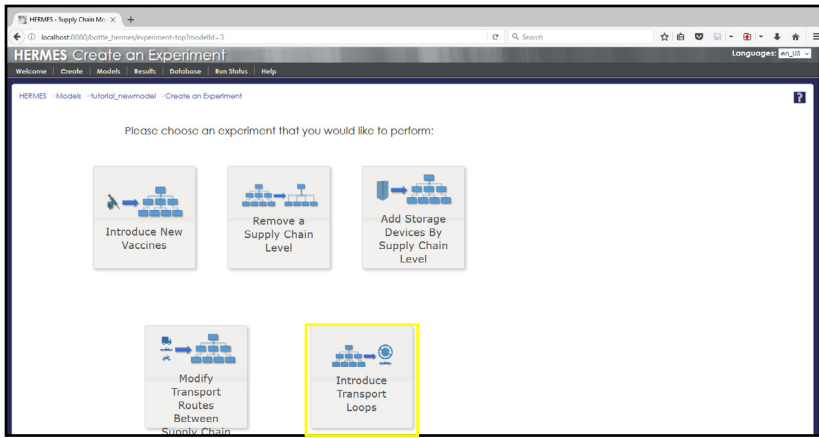 HERMES - Supply Chain Mo
localhost:8080/bottle_hermes/experiment-top?modelId=3
Search
HERMES Create an Experiment
Languages: en_US
Welcome Create Models Results Database Run Status Help
HERMES >Models >tutorial_newmodel >Create an Experiment
?
Please choose an experiment that you would like to perform:
Introduce New
Vaccines
Remove a
Supply Chain
Level
Add Storage
Devices By
Supply Chain
Level
Modify
Transport
Routes
Between
Supply Chain
Introduce
Transport
Loops